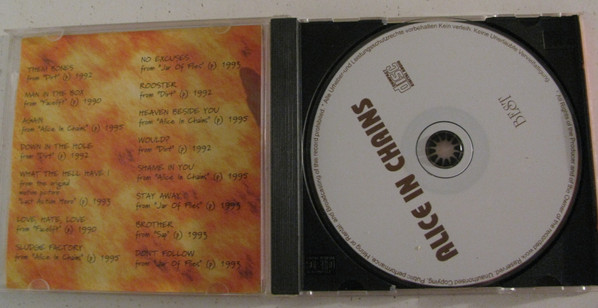 THEM BONES
from "Dirt" (p) 1992
MAN IN THE BOX
from "Facelift" (p) 1990
AGAIN
from "Alice in Chains" (p) 1995
DOWN IN THE HOLE
from "Dirt" (p) 1992
WHAT THE HELL HAVE I
from the original
motion picture
"Last Action Hero" (p) 1993
LOVE, HATE, LOVE
from "Facelift" (p) 1990
SLUDGE FACTORY
from "Alice in Chains" (p) 1995
NO EXCUSES
from "Jar Of Flies" (p) 1993
ROOSTER
from "Dirt" (p) 1992
HEAVEN BESIDE YOU
from "Alice in Chains" (p) 1995
WOULD?
from "Dirt" (p) 1992
SHAME IN YOU
from "Alice in Chains" (p) 1995
STAY AWAY
from "Jar Of Flies" (p) 1993
BROTHER
from "Sap" (p) 1993
DON'T FOLLOW
from "Jar Of Flies" (p) 1993
ALICE IN CHAINS
BEST
disc